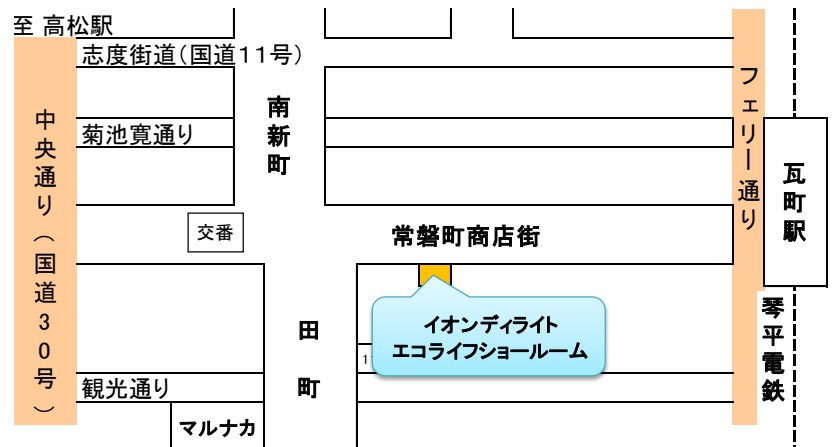 至 高松駅
志度街道(国道11号)
中央通り(国道30号)
南新町
菊池寛通り
フェリー通り
瓦町駅
交番
常磐町商店街
イオンディライト
エコライフショールーム
田町
琴平電鉄
観光通り
マルナカ